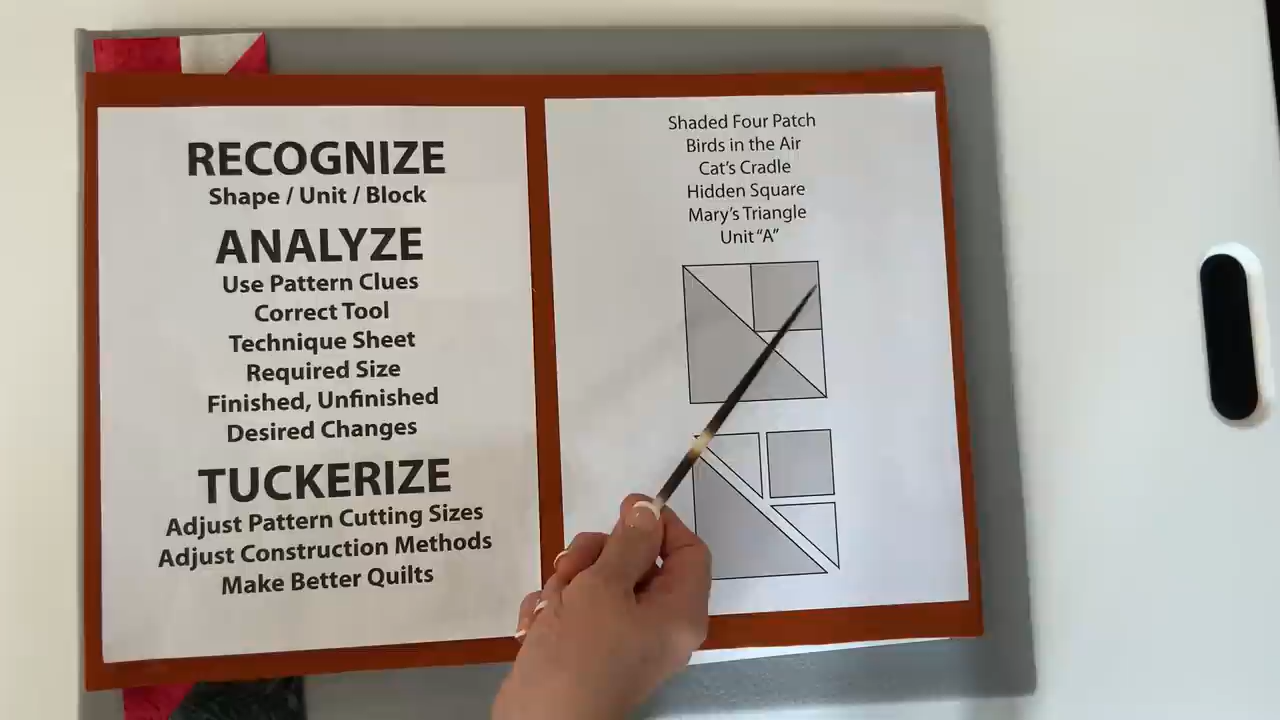 RECOGNIZE
Shape / Unit / Block
ANALYZE
Use Pattern Clues
Correct Tool
Technique Sheet
Required Size
Finished, Unfinished
Desired Changes
TUCKERIZE
Adjust Pattern Cutting Sizes
Adjust Construction Methods
Make Better Quilts
Shaded Four Patch
Birds in the Air
Cat's Cradle
Hidden Square
Mary's Triangle
Unit "A"